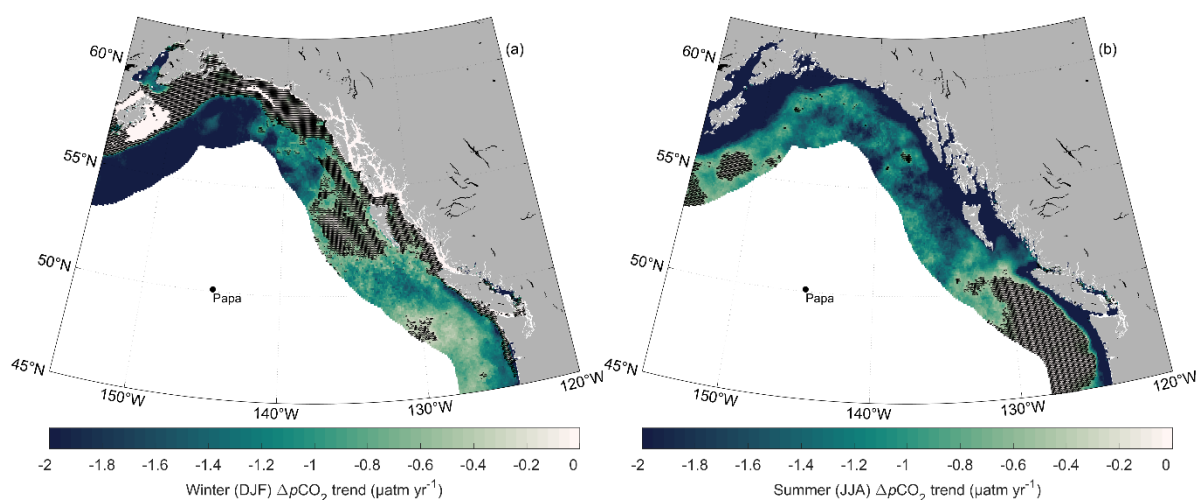 (a)
60°N
55°N
50°N
45°N
150°W
140°W
130°W
120°W
Papa
-2 -1.8 -1.6 -1.4 -1.2 -1 -0.8 -0.6 -0.4 -0.2 0
Winter (DJF) ΔpCO₂ trend (µatm yr⁻¹)
(b)
60°N
55°N
50°N
45°N
150°W
140°W
130°W
120°W
Papa
-2 -1.8 -1.6 -1.4 -1.2 -1 -0.8 -0.6 -0.4 -0.2 0
Summer (JJA) ΔpCO₂ trend (µatm yr⁻¹)